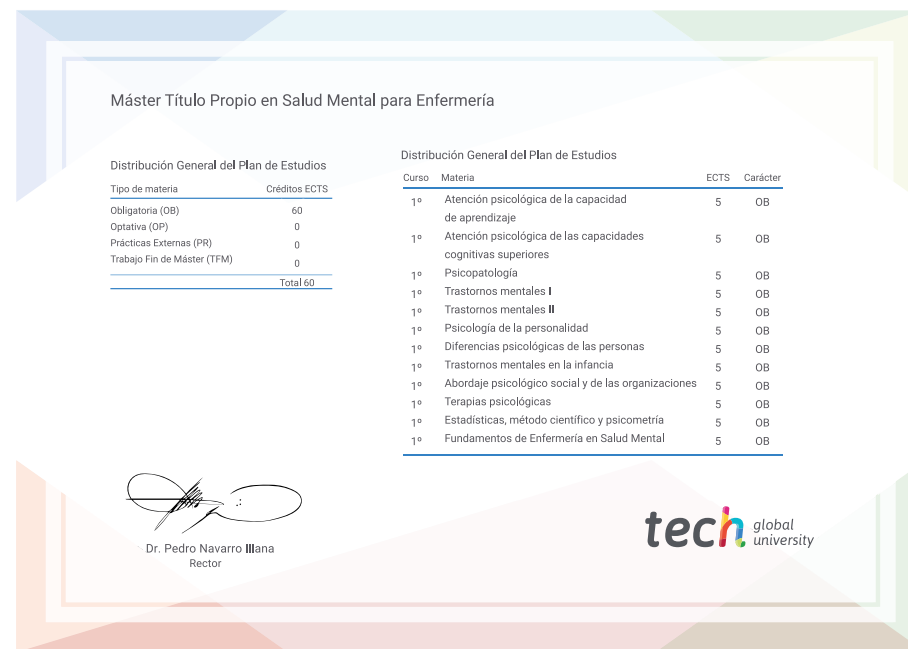 Máster Título Propio en Salud Mental para Enfermería
Distribución General del Plan de Estudios
Tipo de materia Créditos ECTS
Obligatoria (OB) 60
Optativa (OP) 0
Prácticas Externas (PR) 0
Trabajo Fin de Máster (TFM) 0
Total 60
Distribución General del Plan de Estudios
Curso Materia ECTS Carácter
1º Atención psicológica de la capacidad 5 OB
de aprendizaje
1º Atención psicológica de las capacidades 5 OB
cognitivas superiores
1º Psicopatología 5 OB
1º Trastornos mentales I 5 OB
1º Trastornos mentales II 5 OB
1º Psicología de la personalidad 5 OB
1º Diferencias psicológicas de las personas 5 OB
1º Trastornos mentales en la infancia 5 OB
1º Abordaje psicológico social y de las organizaciones 5 OB
1º Terapias psicológicas 5 OB
1º Estadísticas, método científico y psicometría 5 OB
1º Fundamentos de Enfermería en Salud Mental 5 OB
Dr. Pedro Navarro Illana
Rector
tech global
university